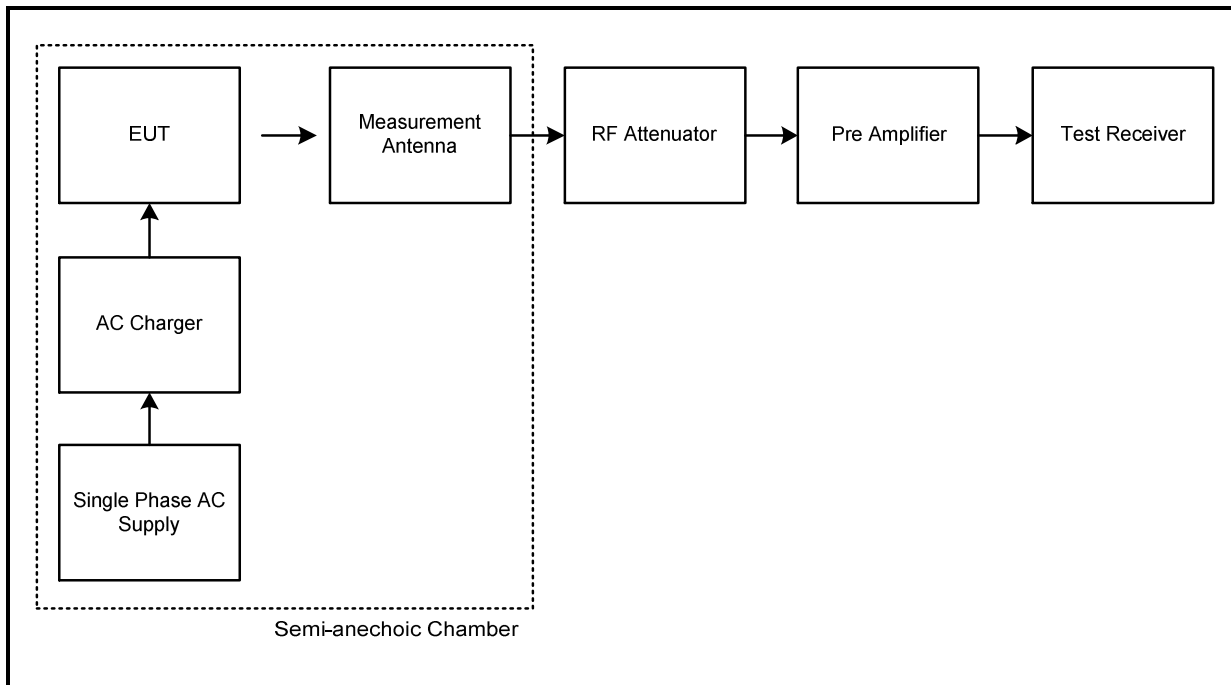 EUT
Measurement
Antenna
RF Attenuator
Pre Amplifier
Test Receiver
AC Charger
Single Phase AC
Supply
Semi-anechoic Chamber